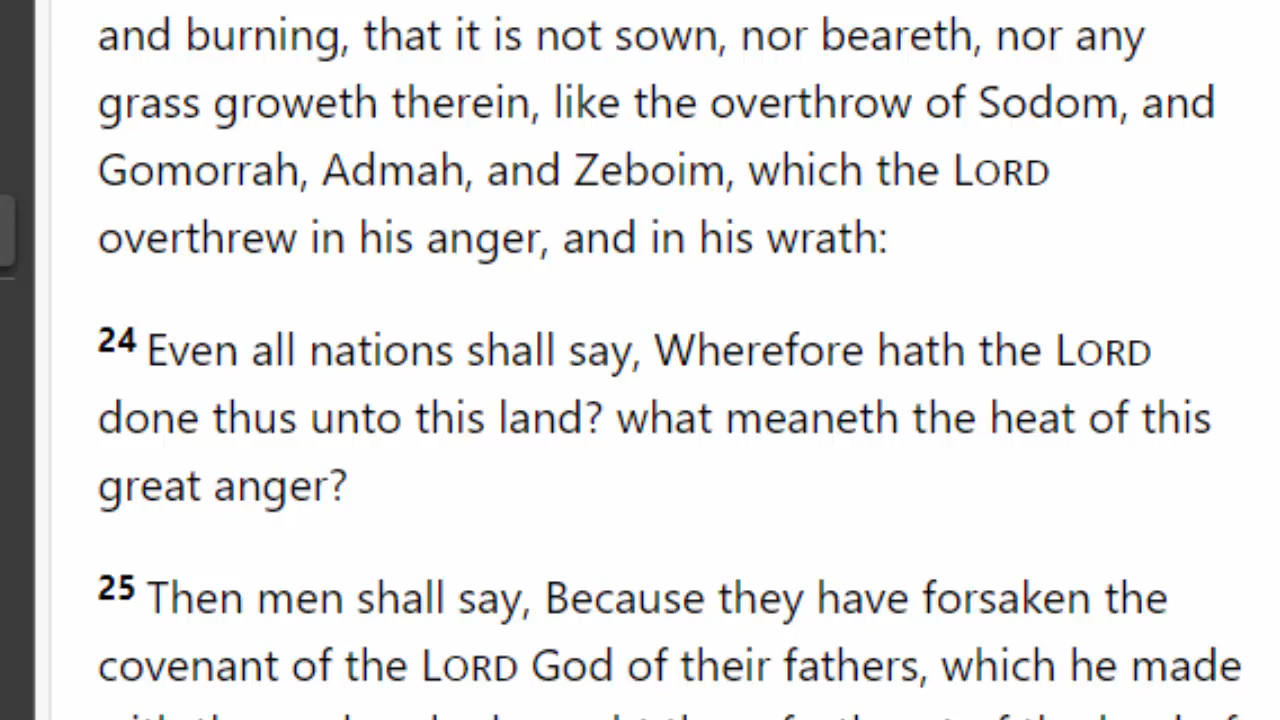 and burning, that it is not sown, nor beareth, nor any
grass groweth therein, like the overthrow of Sodom, and
Gomorrah, Admah, and Zeboim, which the LORD
overthrew in his anger, and in his wrath:
24 Even all nations shall say, Wherefore hath the LORD
done thus unto this land? what meaneth the heat of this
great anger?
25 Then men shall say, Because they have forsaken the
covenant of the LORD God of their fathers, which he made